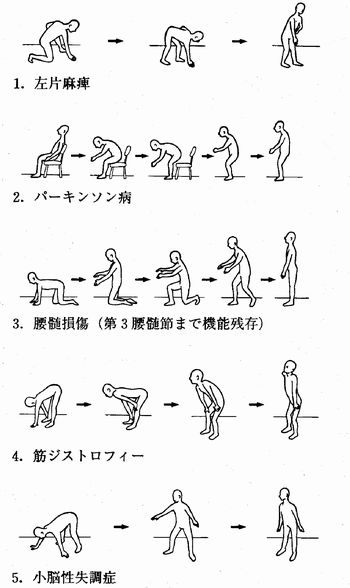 1. 左片麻痺
2. パーキンソン病
3. 腰髄損傷（第3腰髄節まで機能残存）
4. 筋ジストロフィー
5. 小脳性失調症